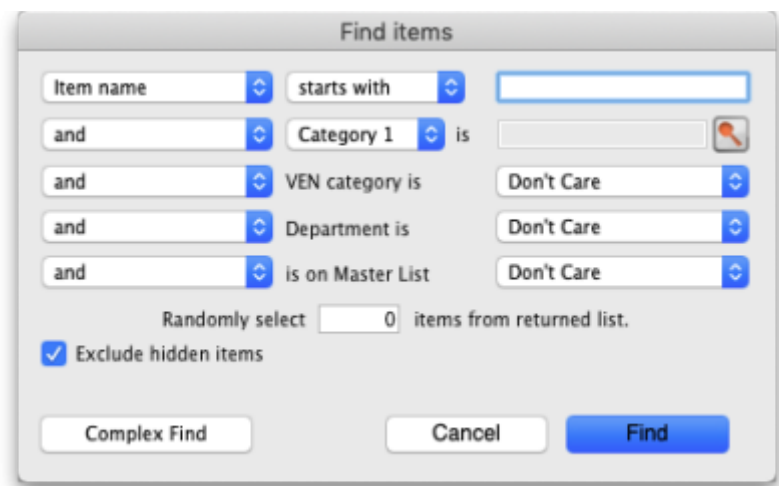 Find items
Item name starts with
and Category 1 is
and VEN category is Don't Care
and Department is Don't Care
and is on Master List Don't Care
Randomly select 0 items from returned list.
Exclude hidden items
Complex Find Cancel Find